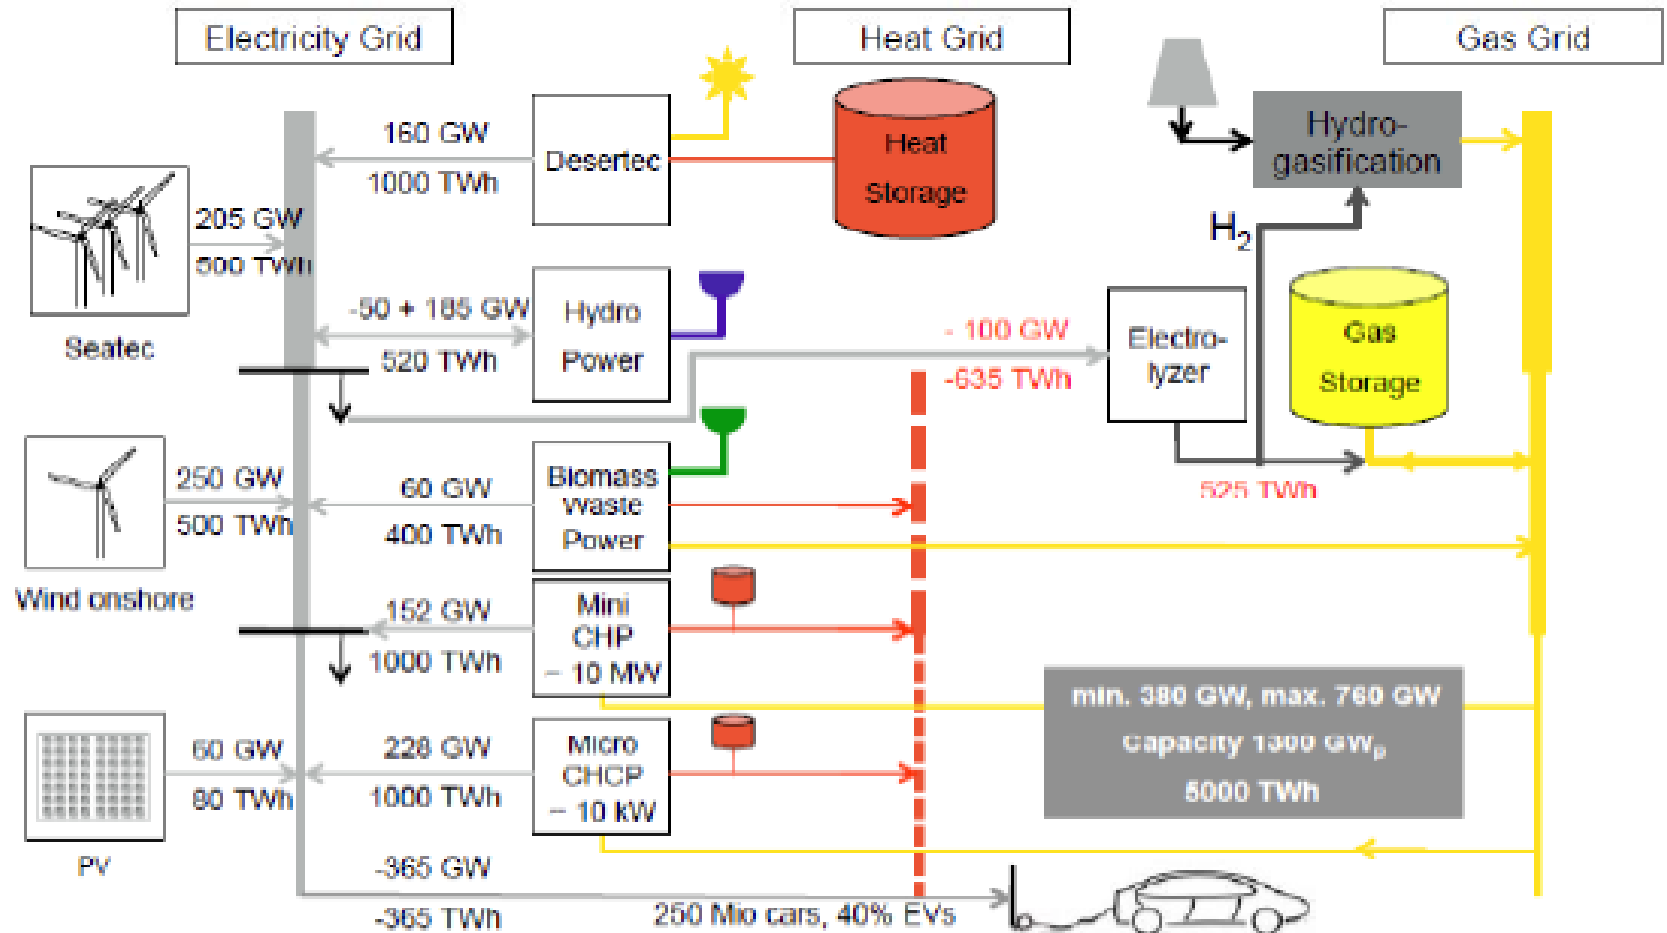 Electricity Grid
Heat Grid
Gas Grid
160 GW
1000 TWh
Desertec
Heat
Storage
Hydro-
gasification
205 GW
500 TWh
Seatec
H2
-50 + 185 GW
520 TWh
Hydro
Power
- 100 GW
-635 TWh
Electro-
lyzer
Gas
Storage
525 TWh
250 GW
500 TWh
Wind onshore
60 GW
400 TWh
Biomass
Waste
Power
152 GW
1000 TWh
Mini
CHP
~ 10 MW
60 GW
80 TWh
PV
228 GW
1000 TWh
Micro
CHCP
~ 10 kW
min. 380 GW, max. 760 GW
Capacity 1300 GWp
5000 TWh
-365 GW
-365 TWh
250 Mio cars, 40% EVs